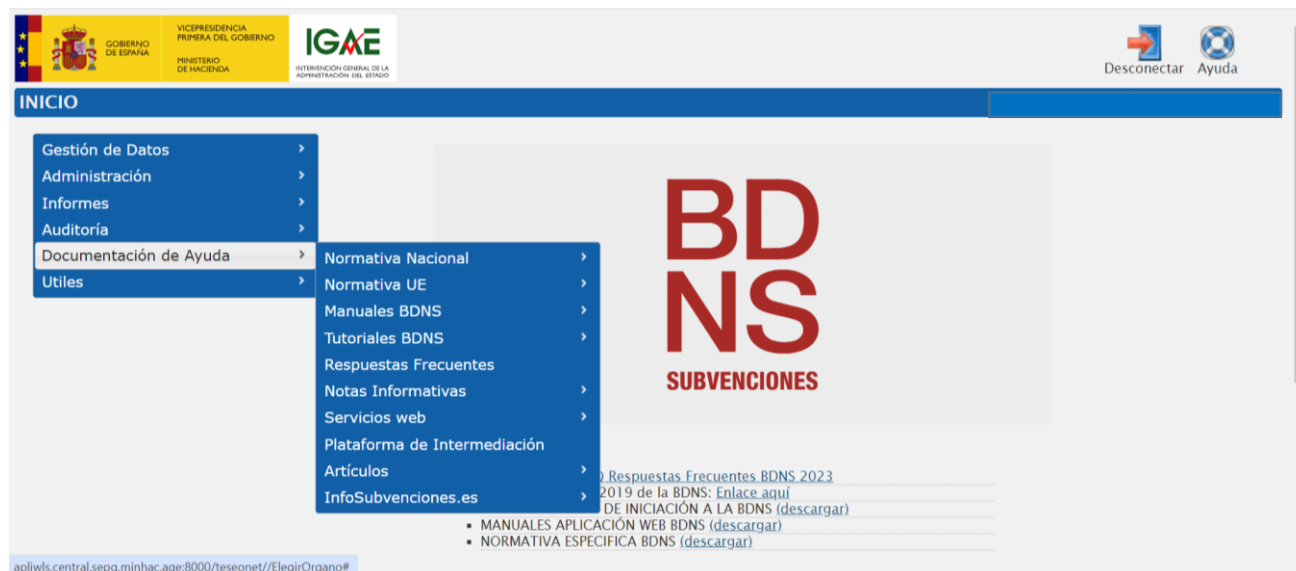 GOBIERNO
DE ESPAÑA
VICEPRESIDENCIA
PRIMERA DEL GOBIERNO
MINISTERIO
DE HACIENDA
IGAE
INTERVENCIÓN GENERAL DE LA
ADMINISTRACIÓN DEL ESTADO
Desconectar Ayuda
INICIO
Gestión de Datos
Administración
Informes
Auditoría
Documentación de Ayuda
Utiles
Normativa Nacional
Normativa UE
Manuales BDNS
Tutoriales BDNS
Respuestas Frecuentes
Notas Informativas
Servicios web
Plataforma de Intermediación
Artículos
InfoSubvenciones.es
BD
NS
SUBVENCIONES
Respuestas Frecuentes BDNS 2023
2019 de la BDNS: Enlace aquí
DE INICIACIÓN A LA BDNS (descargar)
MANUALES APLICACIÓN WEB BDNS (descargar)
NORMATIVA ESPECIFICA BDNS (descargar)
apliwls.central.sepg.minhac.age:8000/teseonet//ElegirOrgano#